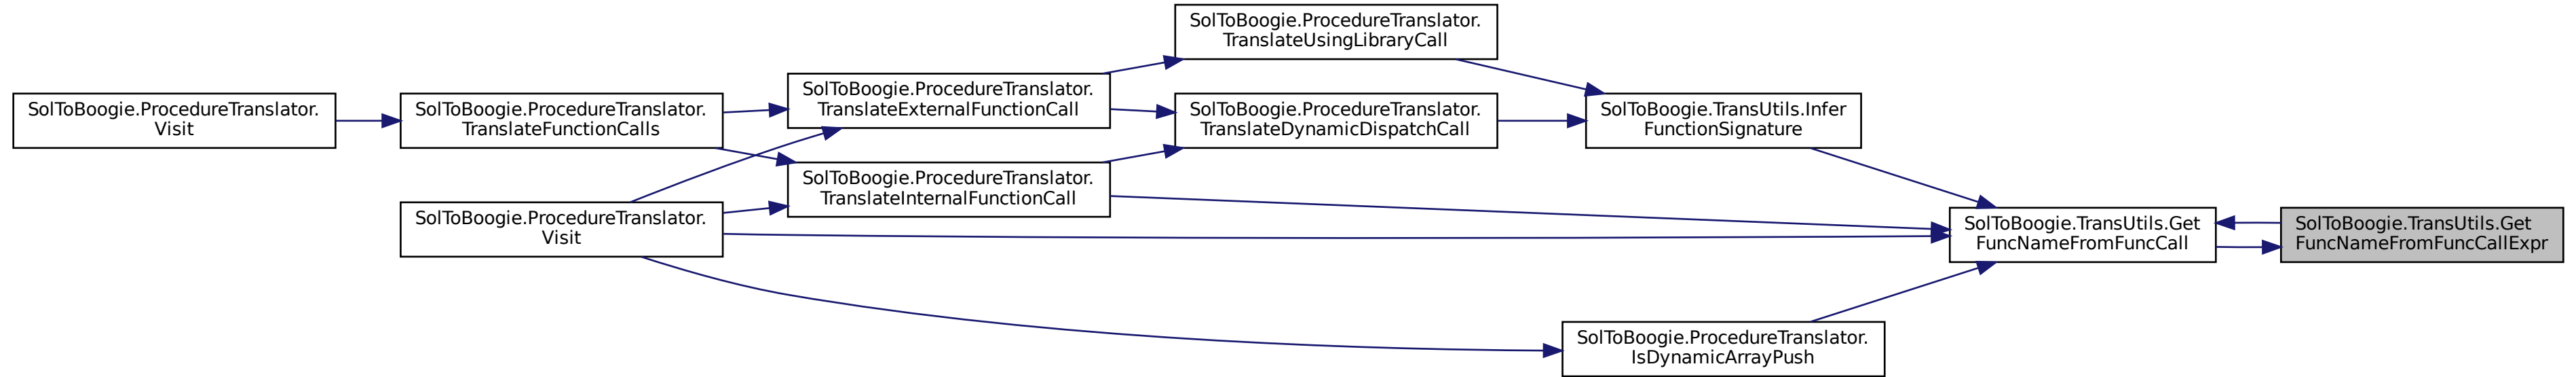 SolToBoogie.ProcedureTranslator.
Visit
SolToBoogie.ProcedureTranslator.
TranslateFunctionCalls
SolToBoogie.ProcedureTranslator.
Visit
SolToBoogie.ProcedureTranslator.
TranslateExternalFunctionCall
SolToBoogie.ProcedureTranslator.
TranslateInternalFunctionCall
SolToBoogie.ProcedureTranslator.
TranslateUsingLibraryCall
SolToBoogie.ProcedureTranslator.
TranslateDynamicDispatchCall
SolToBoogie.TransUtils.Infer
FunctionSignature
SolToBoogie.ProcedureTranslator.
IsDynamicArrayPush
SolToBoogie.TransUtils.Get
FuncNameFromFuncCall
SolToBoogie.TransUtils.Get
FuncNameFromFuncCallExpr